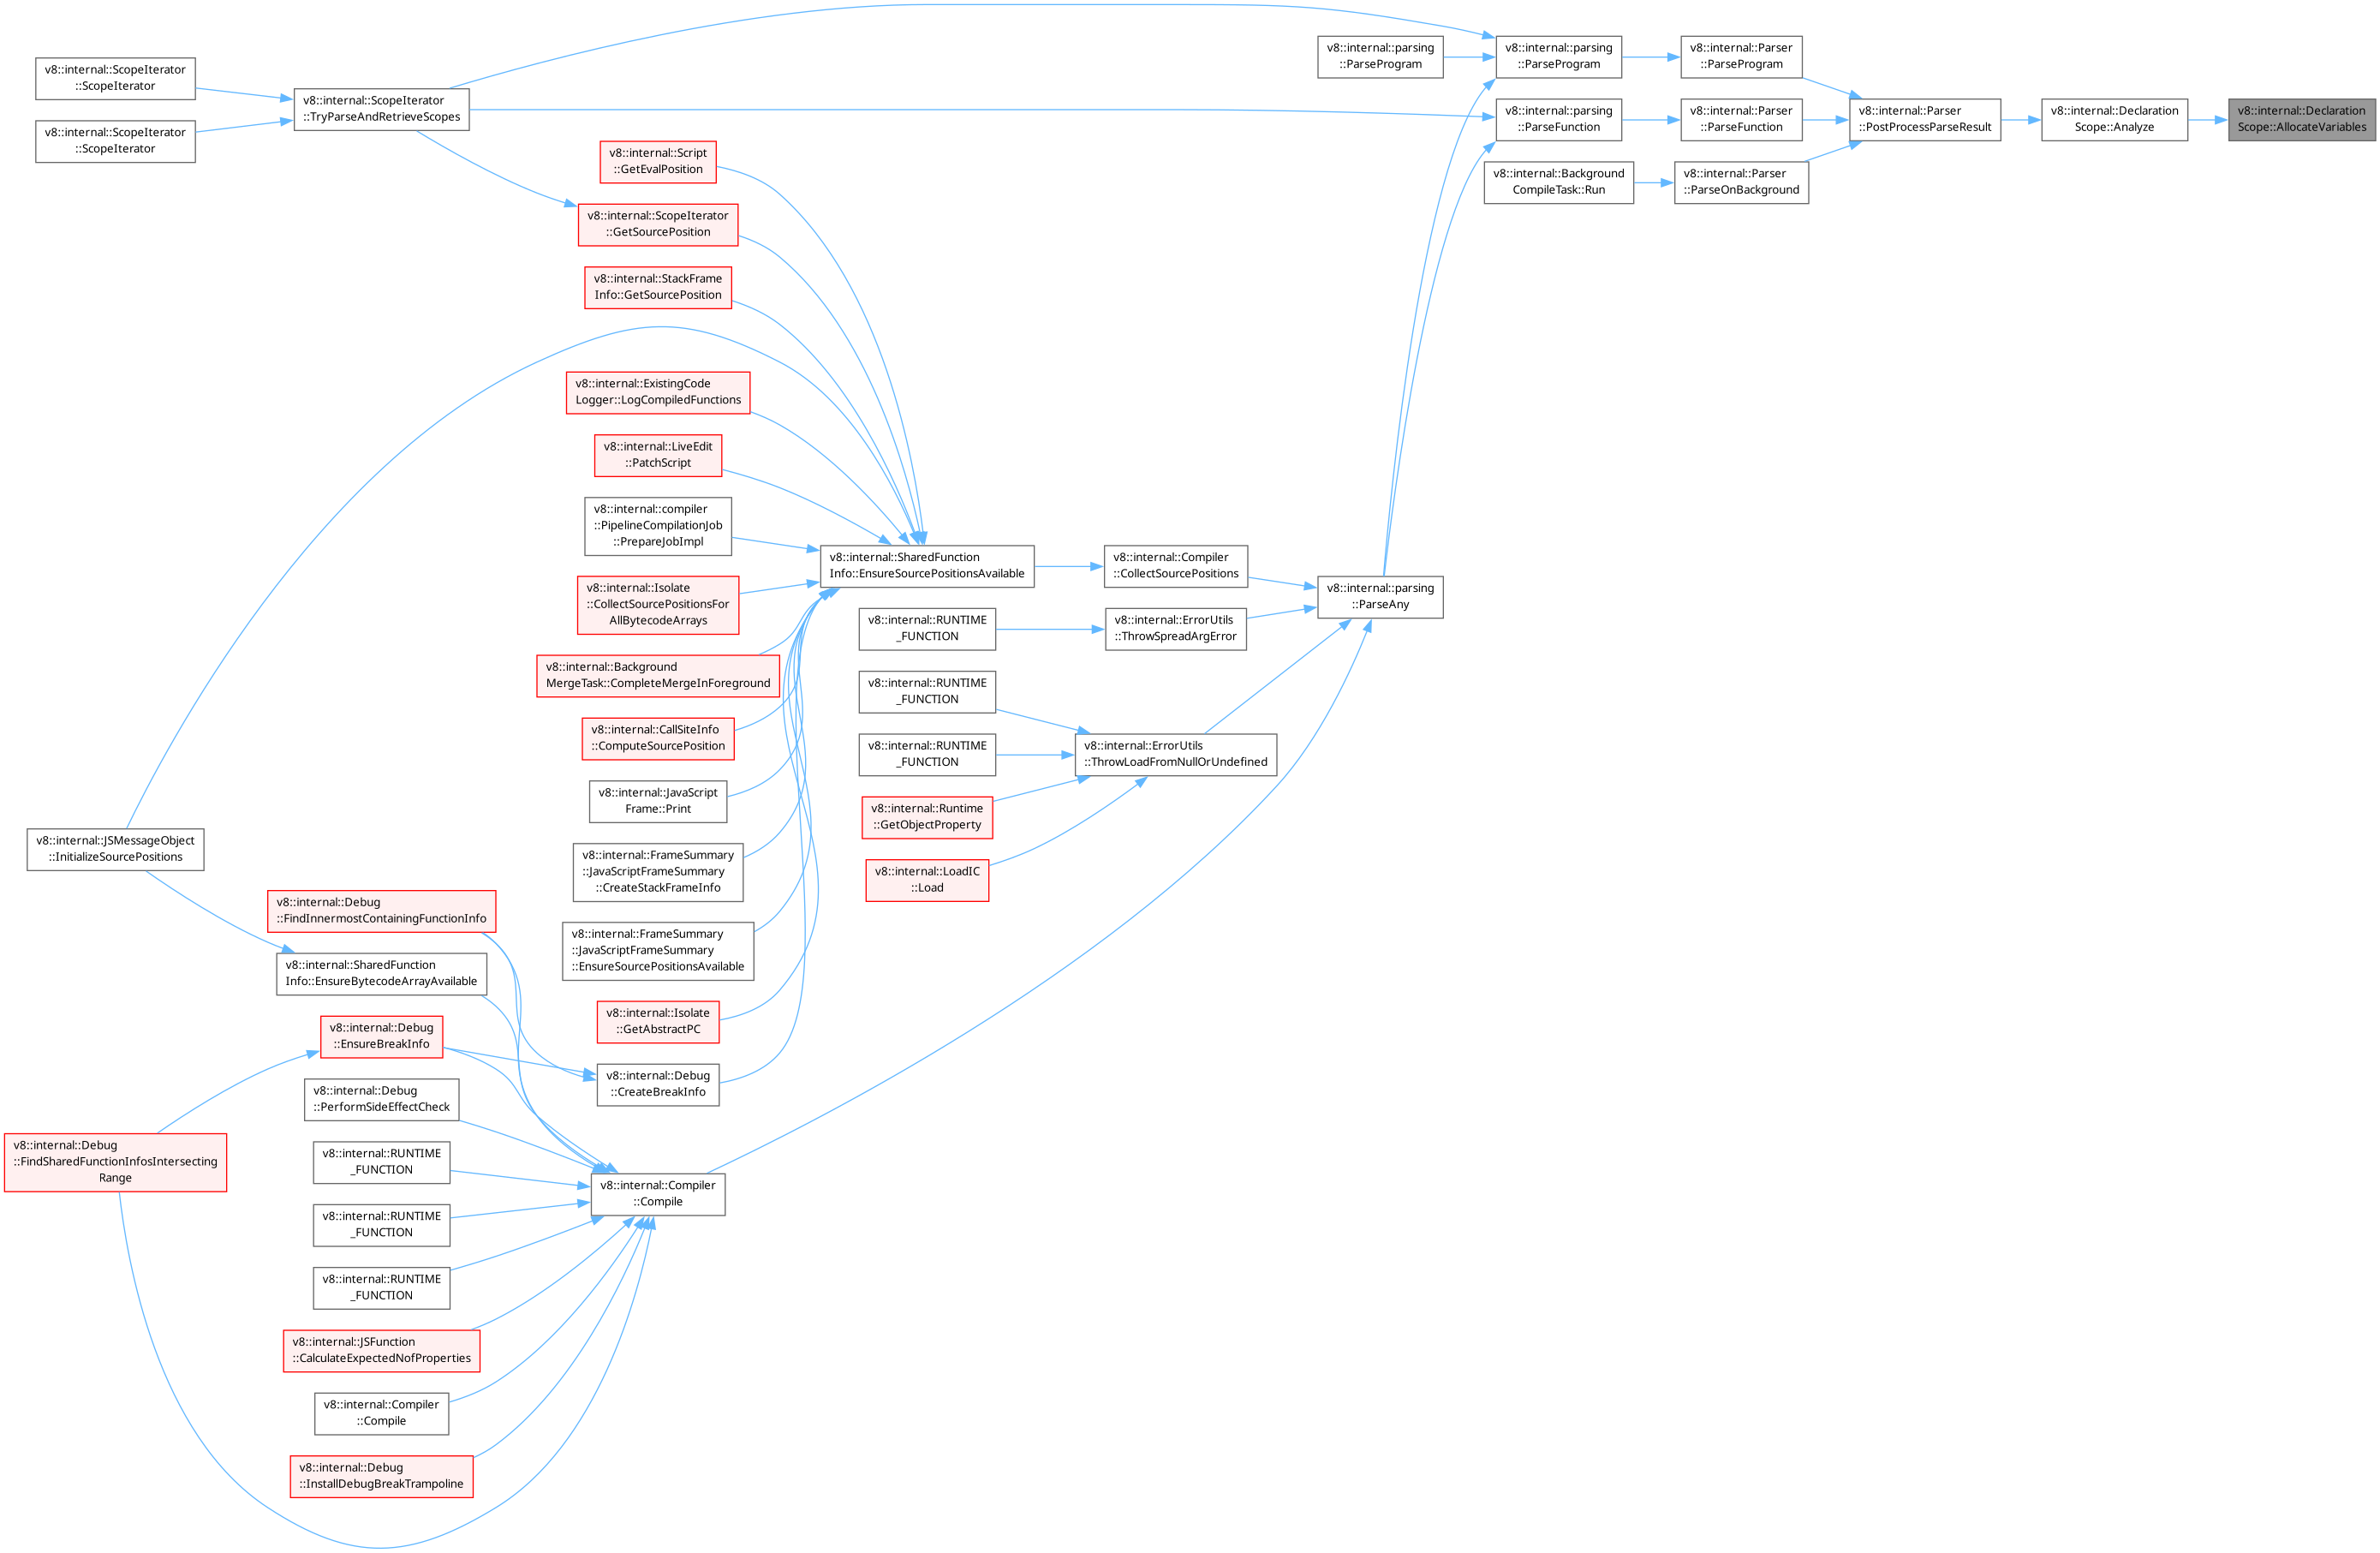 v8::internal::ScopeIterator
::ScopeIterator
v8::internal::ScopeIterator
::ScopeIterator
v8::internal::ScopeIterator
::TryParseAndRetrieveScopes
v8::internal::parsing
::ParseProgram
v8::internal::parsing
::ParseProgram
v8::internal::Parser
::ParseProgram
v8::internal::parsing
::ParseFunction
v8::internal::Parser
::ParseFunction
v8::internal::Parser
::PostProcessParseResult
v8::internal::Declaration
Scope::Analyze
v8::internal::Declaration
Scope::AllocateVariables
v8::internal::Background
CompileTask::Run
v8::internal::Parser
::ParseOnBackground
v8::internal::Script
::GetEvalPosition
v8::internal::ScopeIterator
::GetSourcePosition
v8::internal::StackFrame
Info::GetSourcePosition
v8::internal::ExistingCode
Logger::LogCompiledFunctions
v8::internal::LiveEdit
::PatchScript
v8::internal::compiler
::PipelineCompilationJob
::PrepareJobImpl
v8::internal::SharedFunction
Info::EnsureSourcePositionsAvailable
v8::internal::Compiler
::CollectSourcePositions
v8::internal::parsing
::ParseAny
v8::internal::Isolate
::CollectSourcePositionsFor
AllBytecodeArrays
v8::internal::RUNTIME
_FUNCTION
v8::internal::ErrorUtils
::ThrowSpreadArgError
v8::internal::Background
MergeTask::CompleteMergeInForeground
v8::internal::RUNTIME
_FUNCTION
v8::internal::CallSiteInfo
::ComputeSourcePosition
v8::internal::RUNTIME
_FUNCTION
v8::internal::ErrorUtils
::ThrowLoadFromNullOrUndefined
v8::internal::JavaScript
Frame::Print
v8::internal::Runtime
::GetObjectProperty
v8::internal::JSMessageObject
::InitializeSourcePositions
v8::internal::FrameSummary
::JavaScriptFrameSummary
::CreateStackFrameInfo
v8::internal::LoadIC
::Load
v8::internal::Debug
::FindInnermostContainingFunctionInfo
v8::internal::FrameSummary
::JavaScriptFrameSummary
::EnsureSourcePositionsAvailable
v8::internal::SharedFunction
Info::EnsureBytecodeArrayAvailable
v8::internal::Isolate
::GetAbstractPC
v8::internal::Debug
::EnsureBreakInfo
v8::internal::Debug
::CreateBreakInfo
v8::internal::Debug
::PerformSideEffectCheck
v8::internal::Debug
::FindSharedFunctionInfosIntersecting
Range
v8::internal::RUNTIME
_FUNCTION
v8::internal::Compiler
::Compile
v8::internal::RUNTIME
_FUNCTION
v8::internal::RUNTIME
_FUNCTION
v8::internal::JSFunction
::CalculateExpectedNofProperties
v8::internal::Compiler
::Compile
v8::internal::Debug
::InstallDebugBreakTrampoline